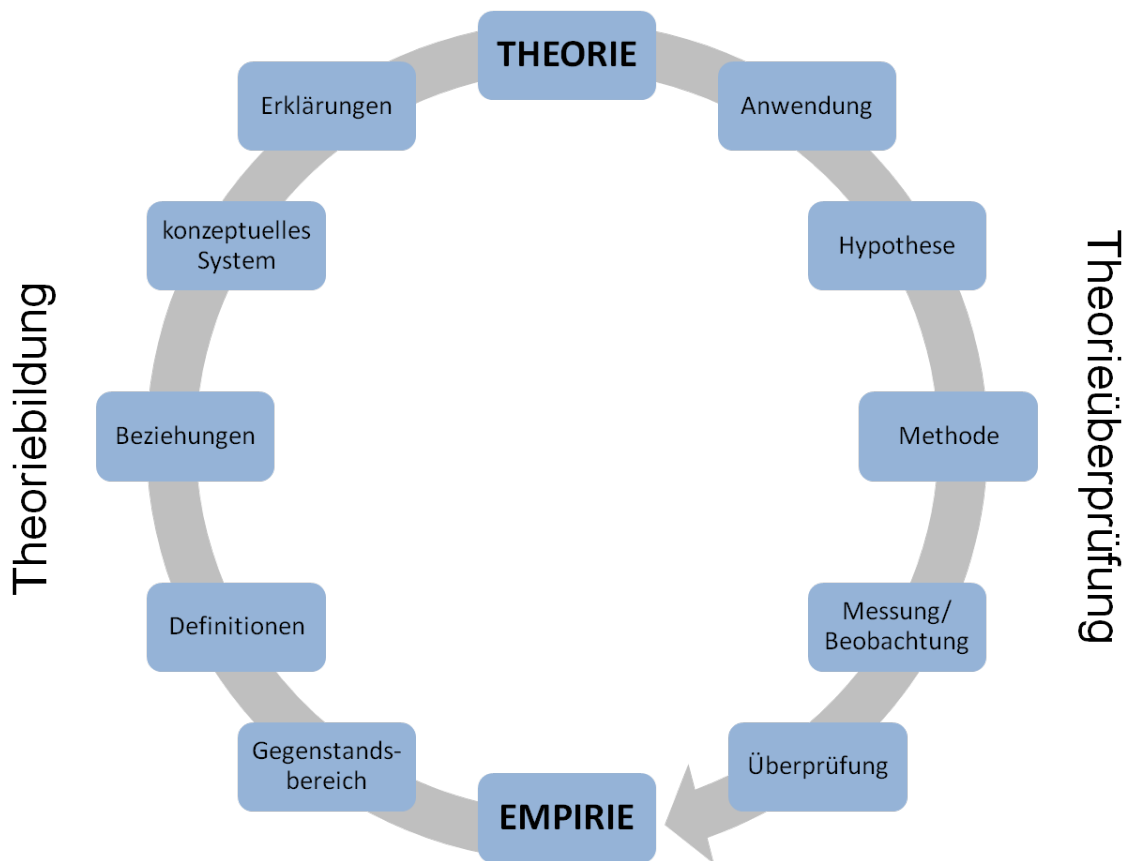 THEORIE
Anwendung
Hypothese
Methode
Messung/
Beobachtung
Überprüfung
EMPIRIE
Gegenstands-
bereich
Definitionen
Beziehungen
konzeptuelles
System
Erklärungen
Theoriebildung
Theorieüberprüfung